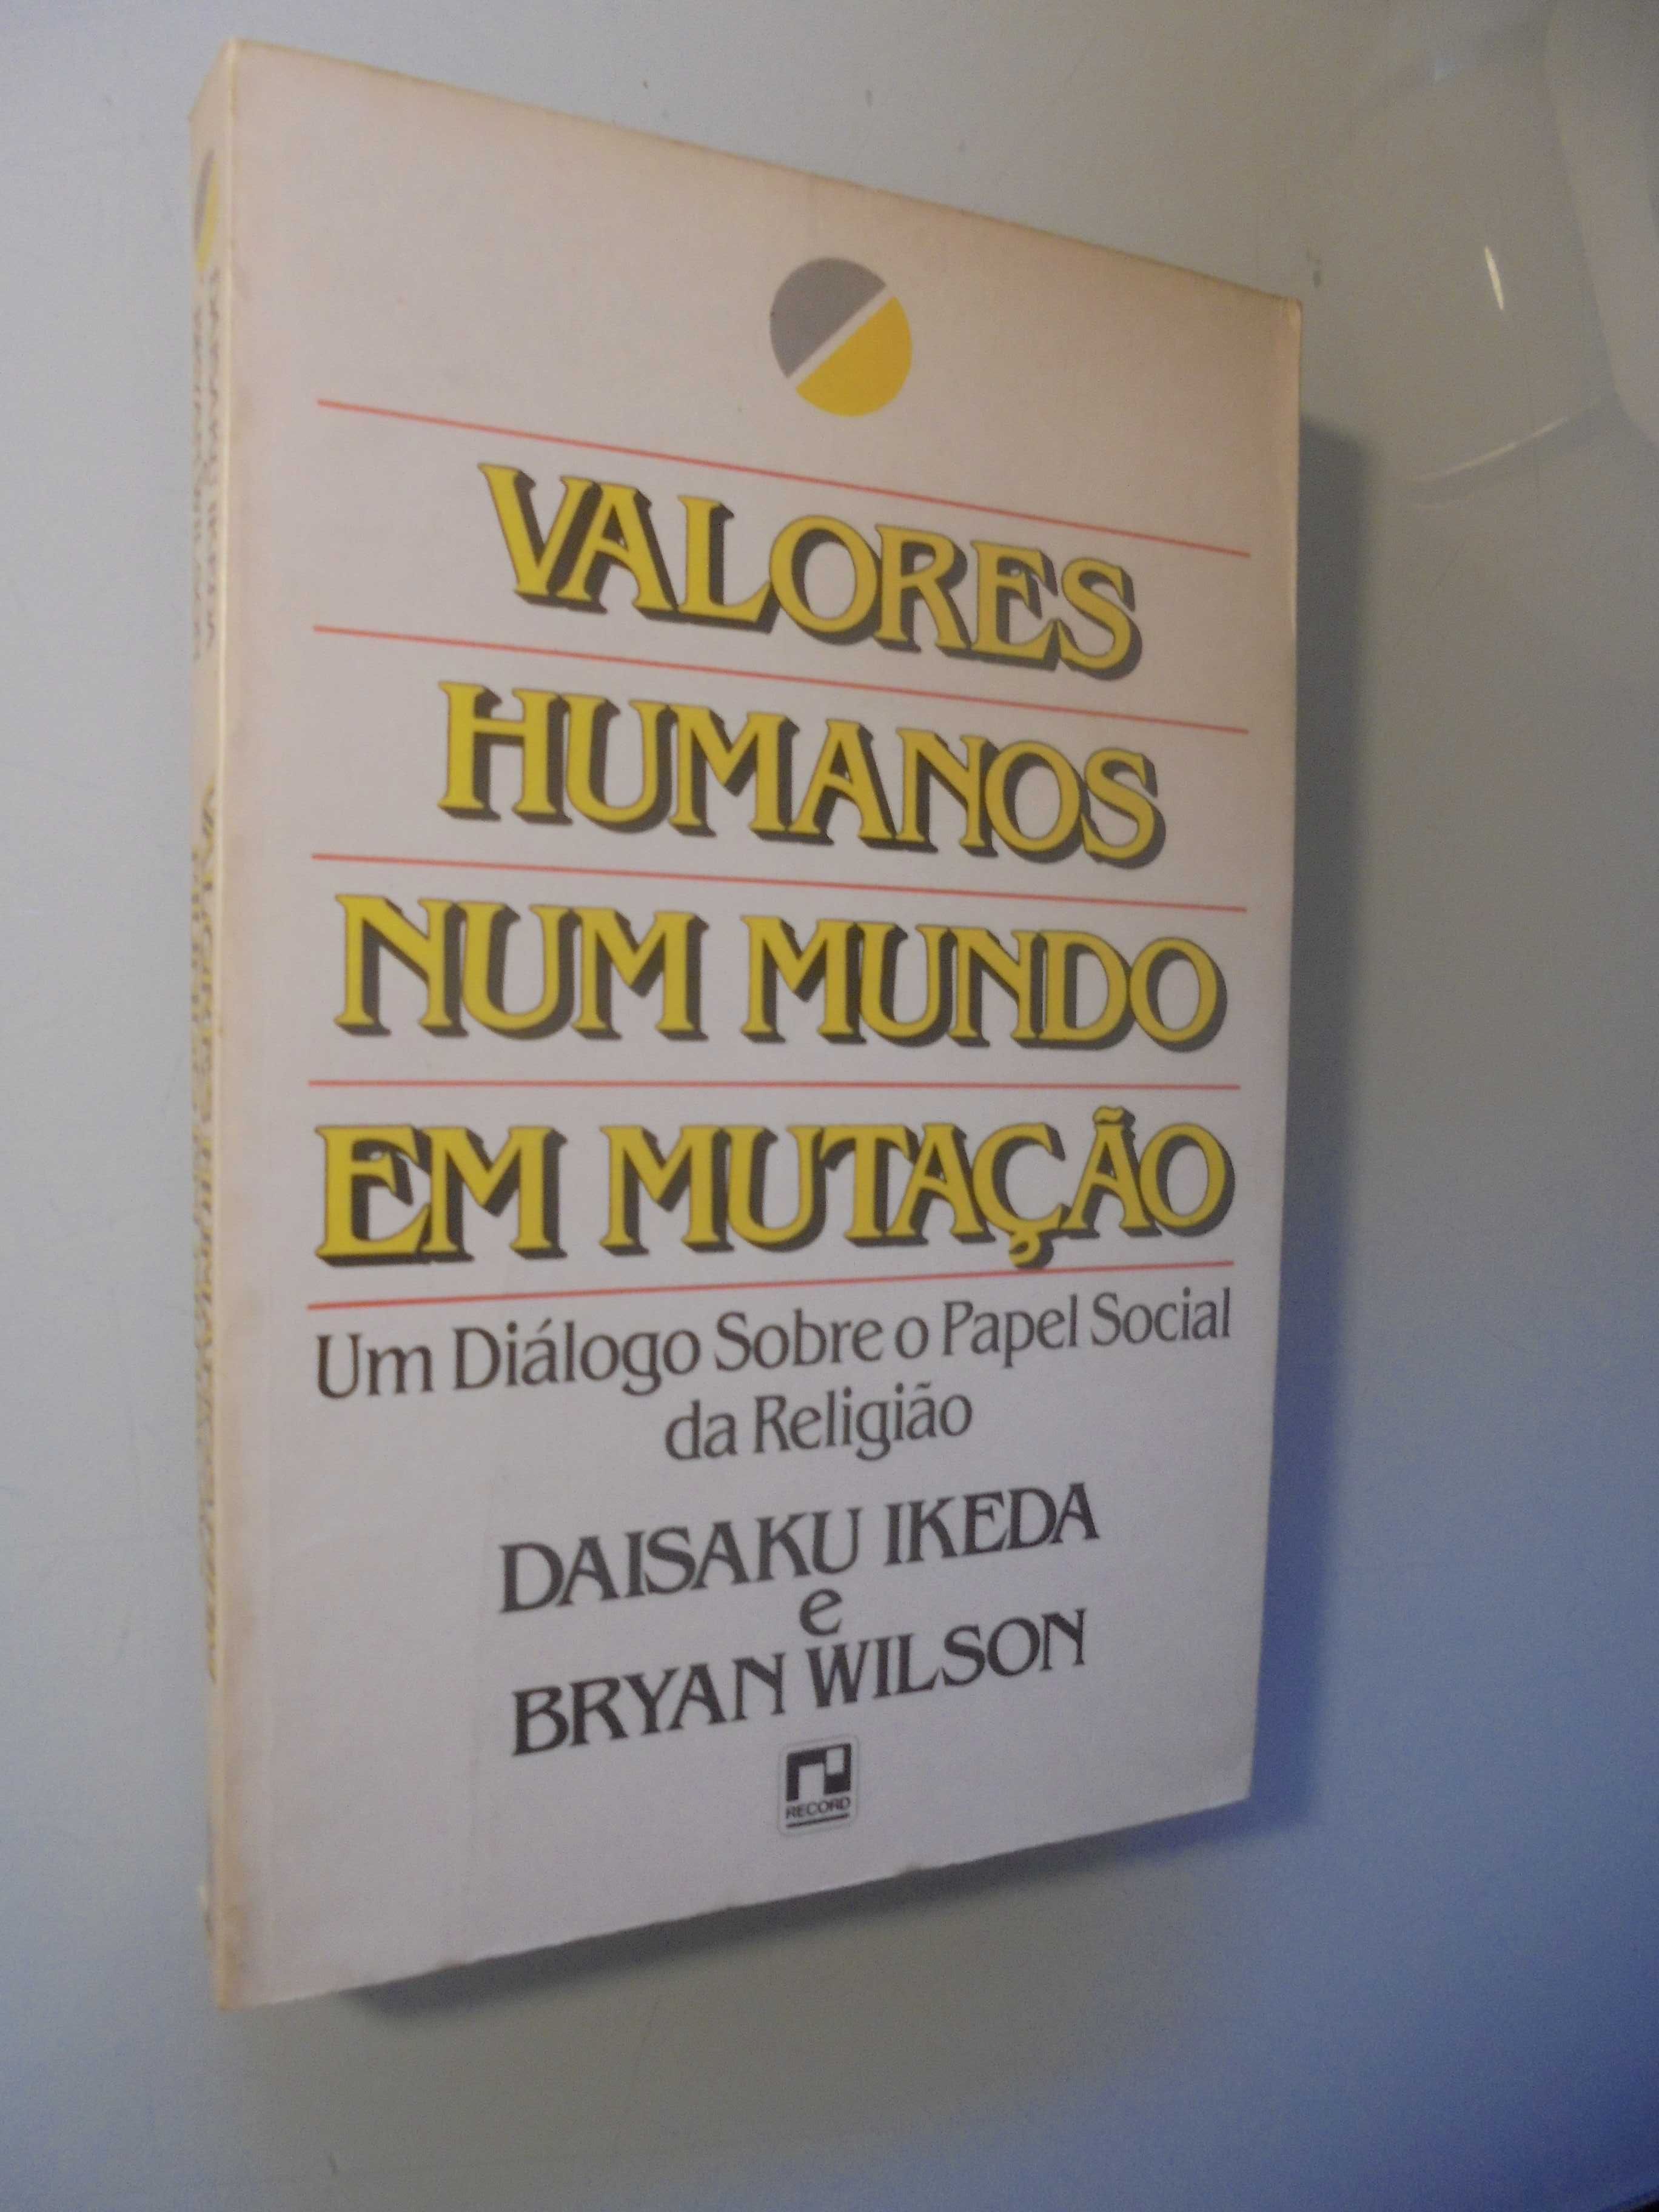 VALORES
HUMANOS
NUM MUNDO
EM MUTAÇÃO
Um Diálogo Sobre o Papel Social
da Religião
DAISAKU IKEDA
e
BRYAN WILSON
RECORD